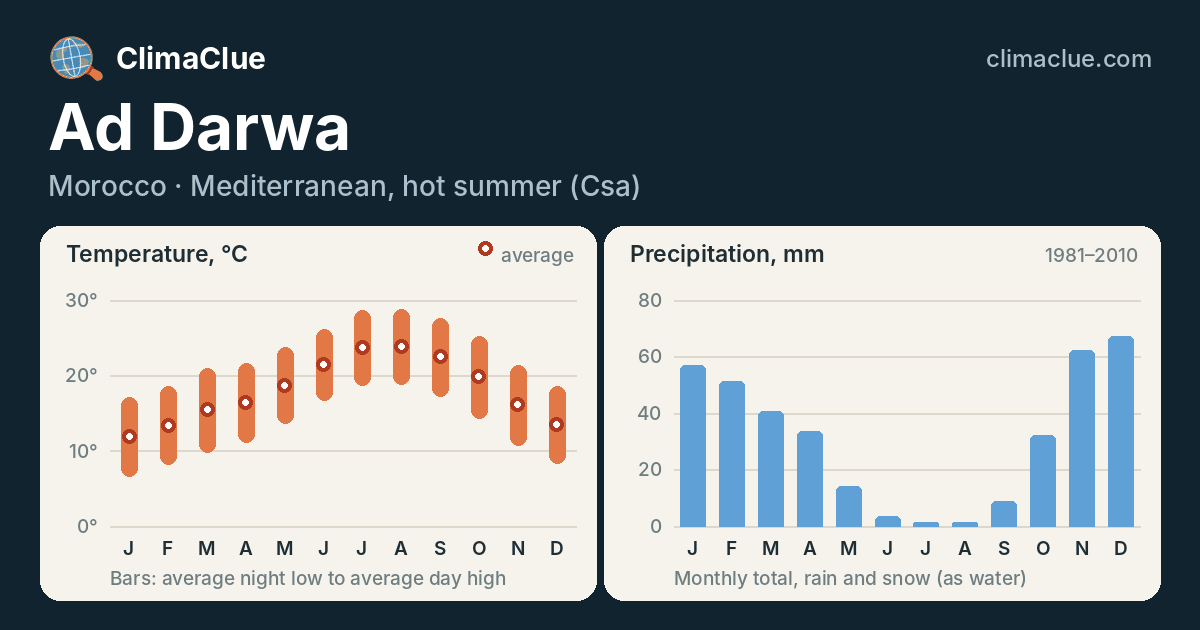 ClimaClue
climaclue.com
Ad Darwa
Morocco · Mediterranean, hot summer (Csa)
Temperature, °C
average
30°
20°
10°
0°
J F M A M J J A S O N D
Bars: average night low to average day high
Precipitation, mm
1981–2010
80
60
40
20
0
J F M A M J J A S O N D
Monthly total, rain and snow (as water)